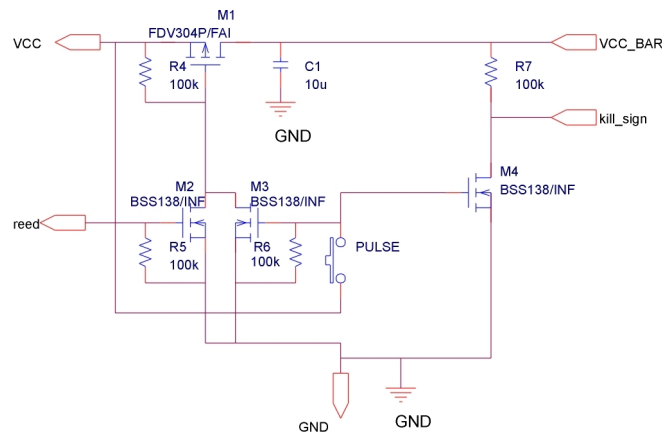 M1
VCC
FDV304P/FAI
VCC_BAR
R4
100k
C1
10u
R7
100k
GND
kill_sign
M2
BSS138/INF
M3
BSS138/INF
M4
BSS138/INF
reed
R5
100k
R6
100k
PULSE
GND
GND